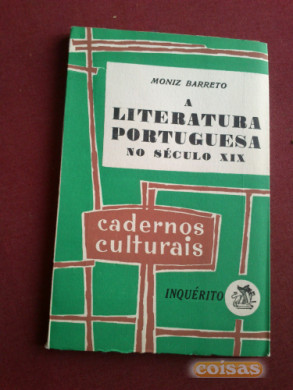 MONIZ BARRETO
A
LITERATURA
PORTUGUESA
NO SÉCULO XIX
cadernos
culturais
INQUÉRITO
coisas